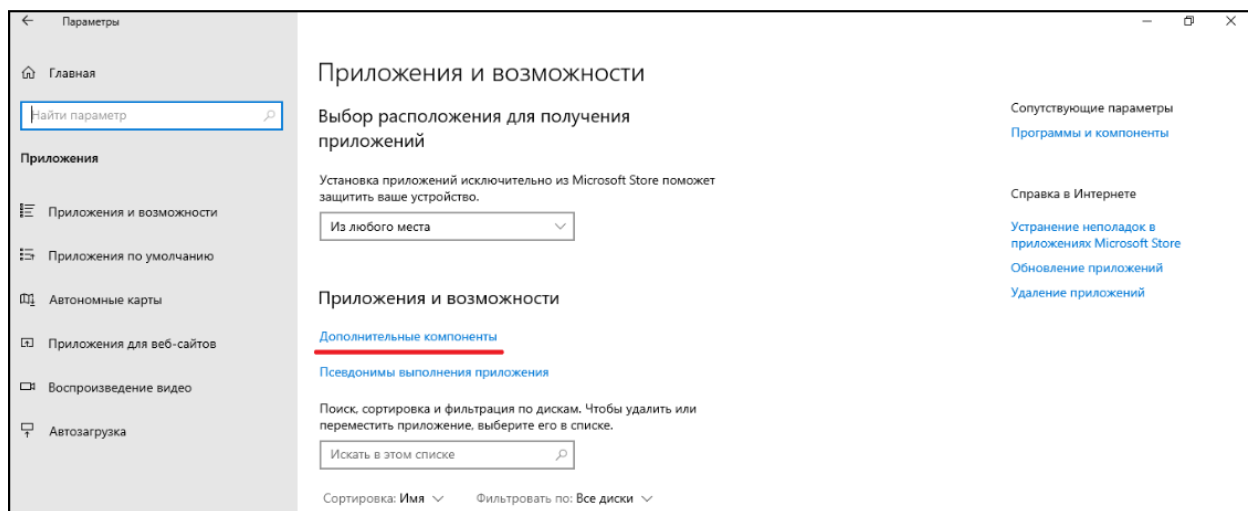 Параметры
Главная
Найти параметр
Приложения
Приложения и возможности
Приложения по умолчанию
Автономные карты
Приложения для веб-сайтов
Воспроизведение видео
Автозагрузка
Приложения и возможности
Выбор расположения для получения
приложений
Установка приложений исключительно из Microsoft Store поможет
защитить ваше устройство.
Из любого места
Приложения и возможности
Дополнительные компоненты
Псевдонимы выполнения приложения
Поиск, сортировка и фильтрация по дискам. Чтобы удалить или
переместить приложение, выберите его в списке.
Искать в этом списке
Сортировка: Имя Фильтровать по: Все диски
Сопутствующие параметры
Программы и компоненты
Справка в Интернете
Устранение неполадок в
приложениях Microsoft Store
Обновление приложений
Удаление приложений